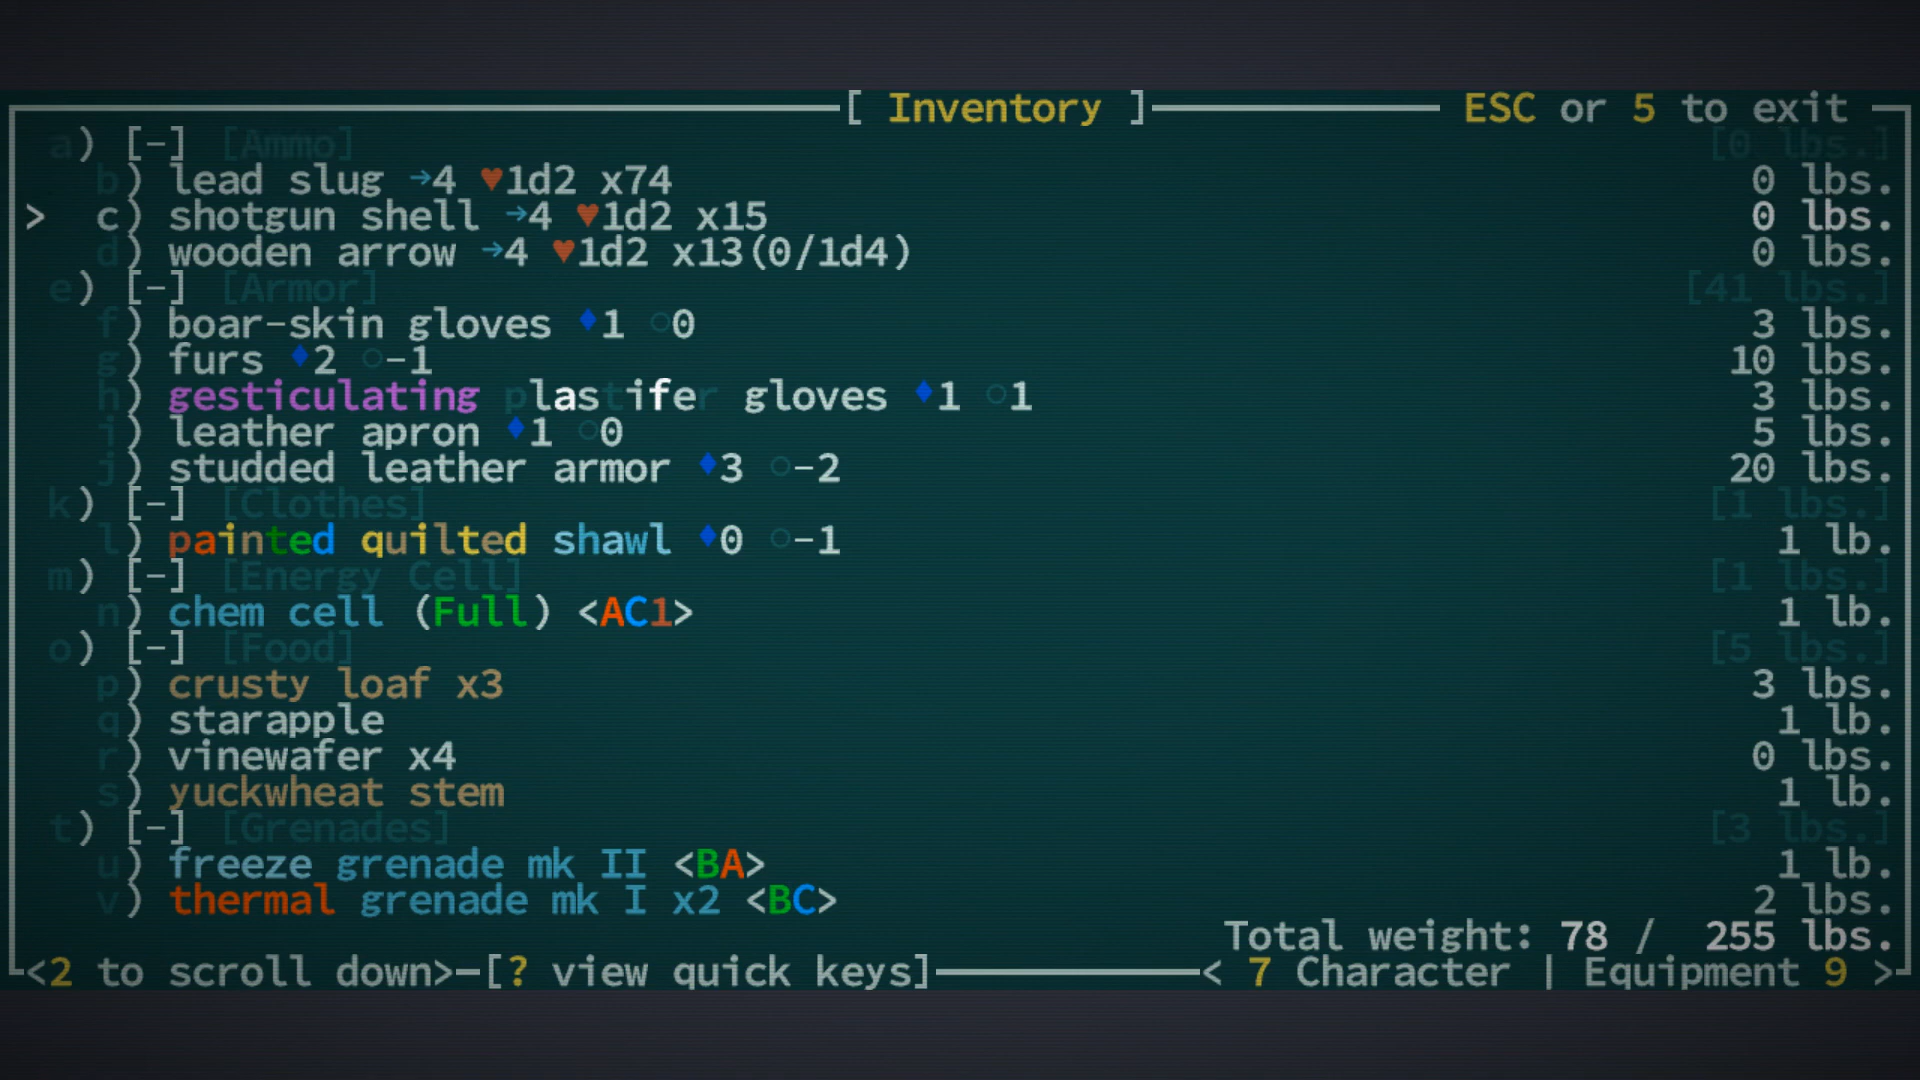 [ Inventory ] ESC or 5 to exit
a) [-] [Ammo] [0 lbs.]
b) lead slug →4 ♥1d2 x74 0 lbs.
> c) shotgun shell →4 ♥1d2 x15 0 lbs.
d) wooden arrow →4 ♥1d2 x13(0/1d4) 0 lbs.
e) [-] [Armor] [41 lbs.]
f) boar-skin gloves ♦1 ○0 3 lbs.
g) furs ♦2 ○-1 10 lbs.
h) gesticulating plastifer gloves ♦1 ○1 3 lbs.
i) leather apron ♦1 ○0 5 lbs.
j) studded leather armor ♦3 ○-2 20 lbs.
k) [-] [Clothes] [1 lbs.]
l) painted quilted shawl ♦0 ○-1 1 lb.
m) [-] [Energy Cell] [1 lbs.]
n) chem cell (Full) <AC1> 1 lb.
o) [-] [Food] [5 lbs.]
p) crusty loaf x3 3 lbs.
q) starapple 1 lb.
r) vinewafer x4 0 lbs.
s) yuckwheat stem 1 lb.
t) [-] [Grenades] [3 lbs.]
u) freeze grenade mk II <BA> 1 lb.
v) thermal grenade mk I x2 <BC> 2 lbs.
Total weight: 78 / 255 lbs.
<2 to scroll down> [? view quick keys] < 7 Character | Equipment 9 >